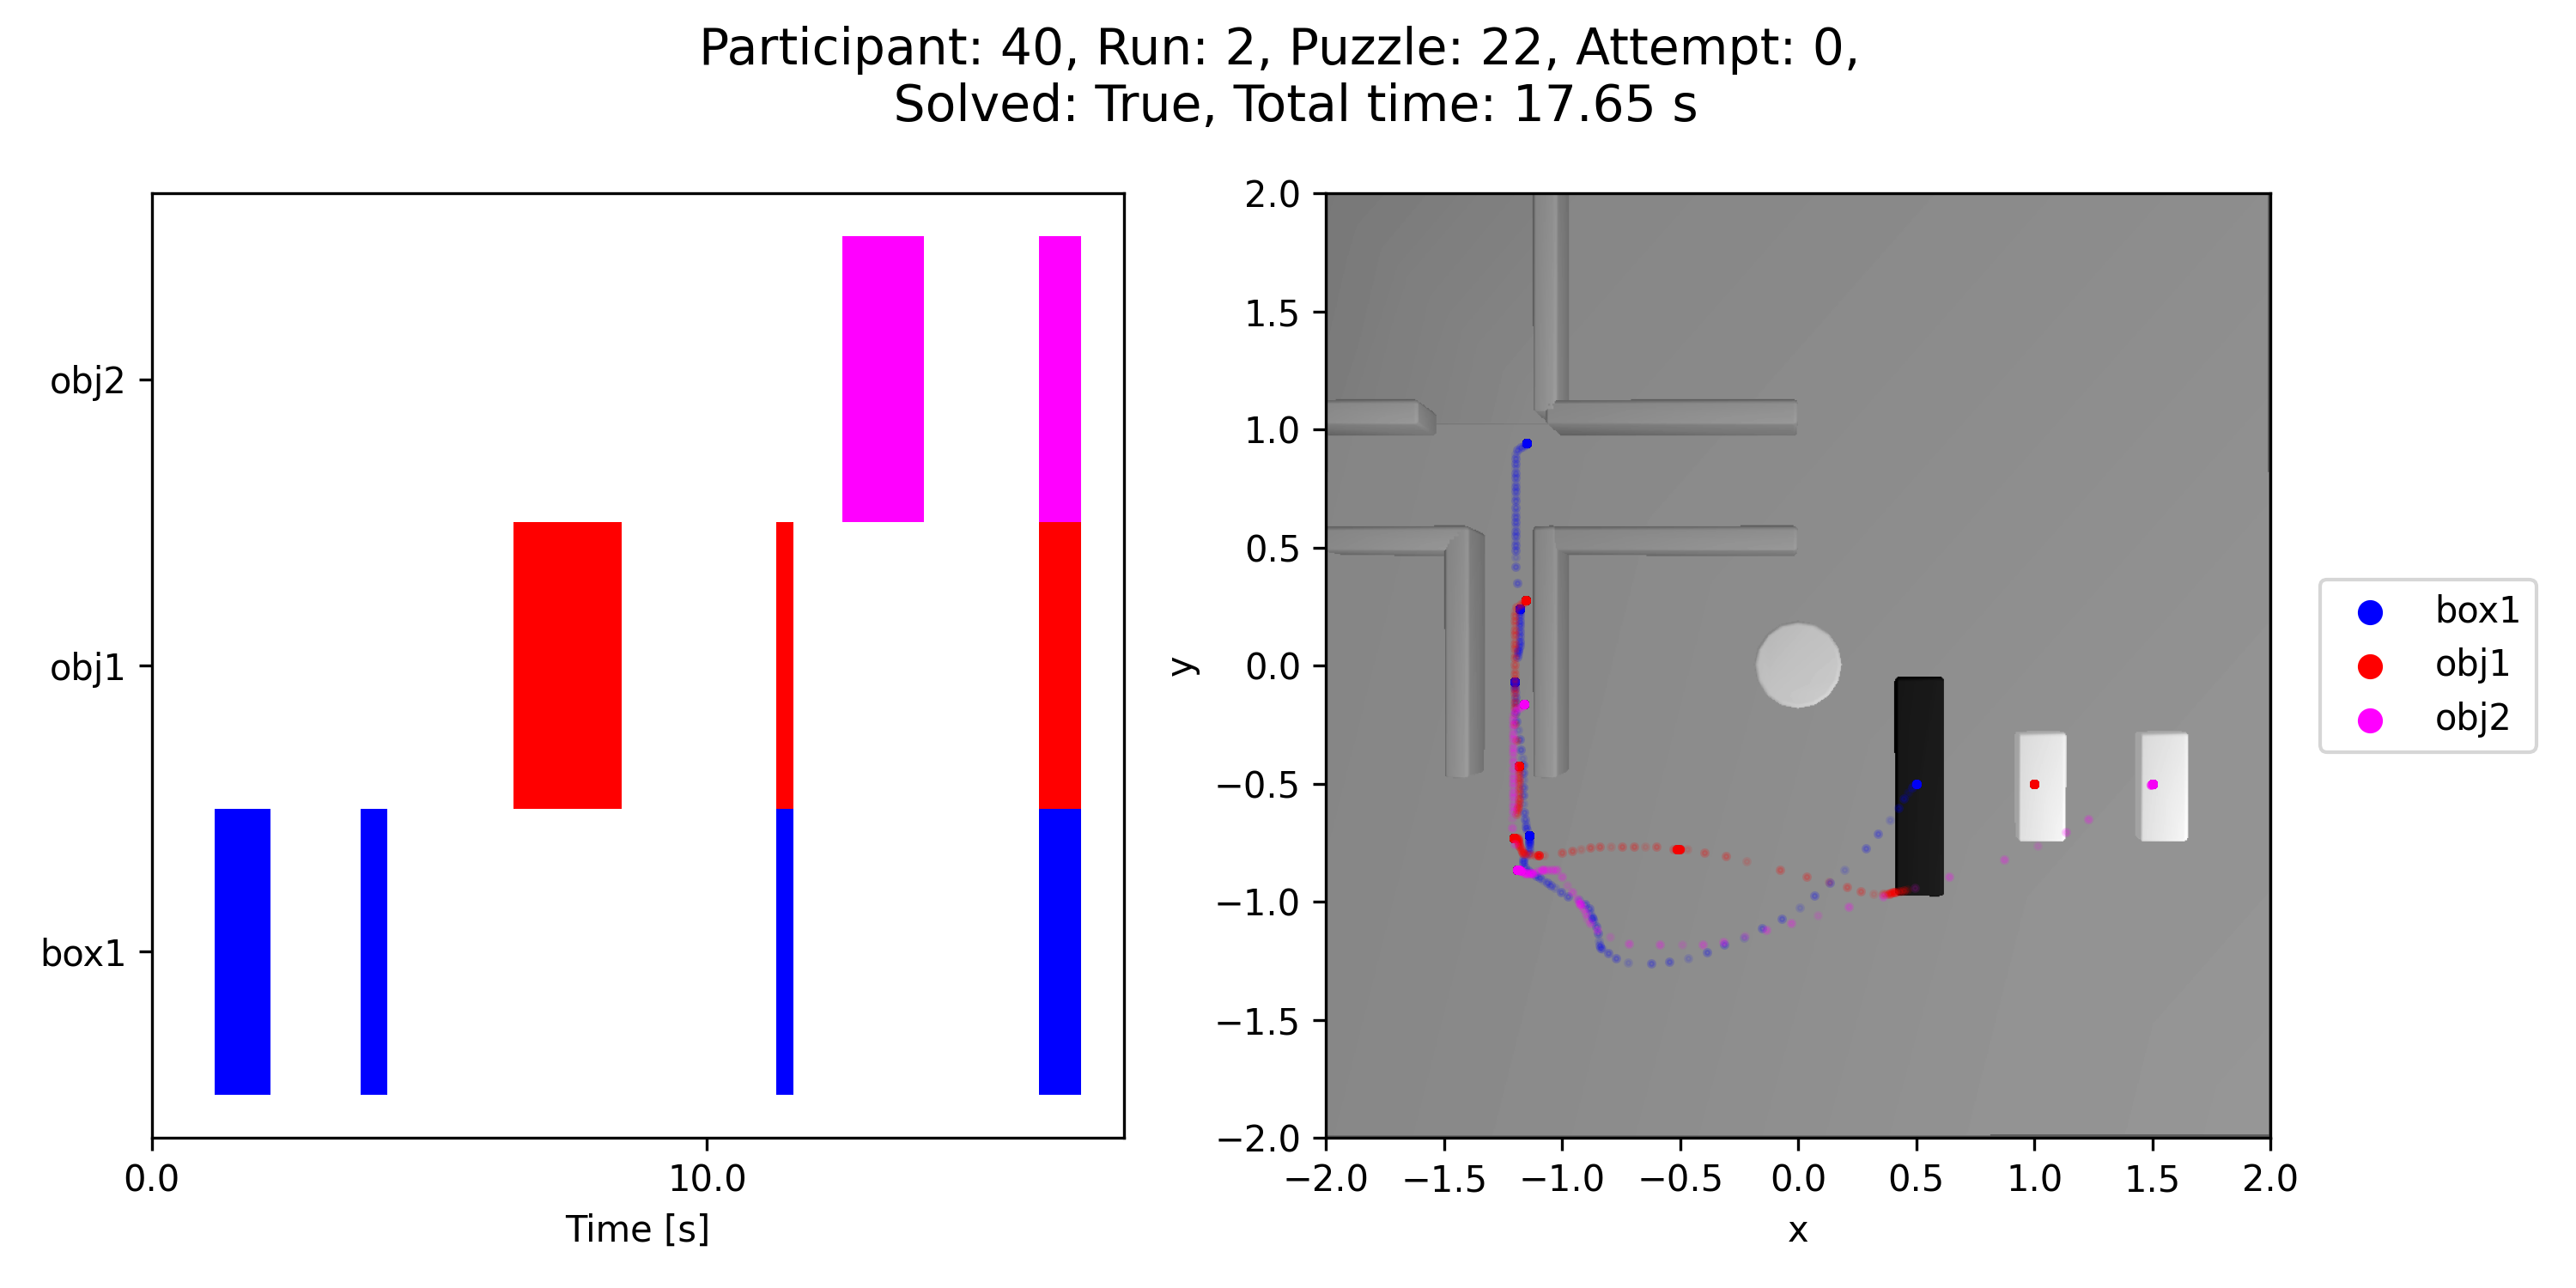 Participant: 40, Run: 2, Puzzle: 22, Attempt: 0,
Solved: True, Total time: 17.65 s
obj2
obj1
box1
0.0
10.0
Time [s]
2.0
1.5
1.0
0.5
0.0
−0.5
−1.0
−1.5
−2.0
y
−2.0
−1.5
−1.0
−0.5
0.0
0.5
1.0
1.5
2.0
x
box1
obj1
obj2